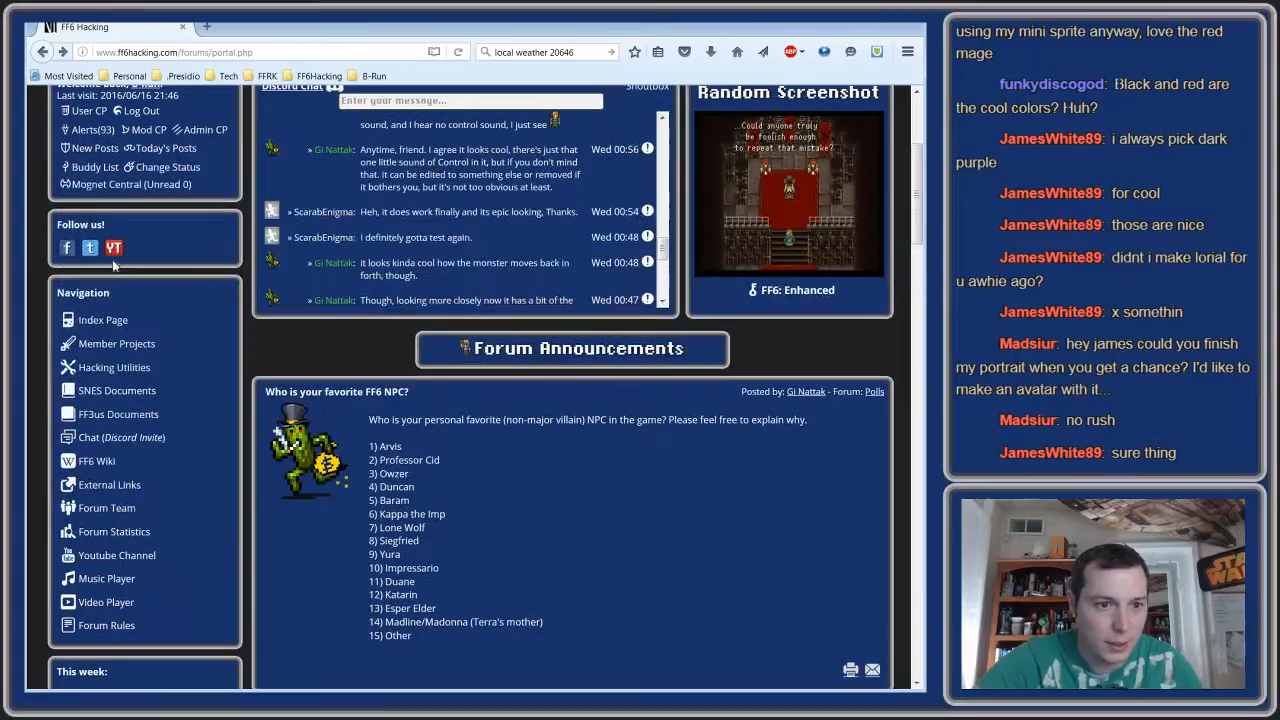 FF6 Hacking
www.ff6hacking.com/forums/portal.php
local weather 20646
Most Visited Personal .Presidio Tech FFRK FF6Hacking B-Run
Last visit: 2016/06/16 21:46
User CP Log Out
Alerts(93) Mod CP Admin CP
New Posts Today's Posts
Buddy List Change Status
Mognet Central (Unread 0)
Follow us!
f t YT
Navigation
Index Page
Member Projects
Hacking Utilities
SNES Documents
FF3us Documents
Chat (Discord Invite)
FF6 Wiki
External Links
Forum Team
Forum Statistics
Youtube Channel
Music Player
Video Player
Forum Rules
This week:
Discord Chat Shoutbox
Enter your message...
sound, and I hear no control sound, I just see
» Gi Nattak: Anytime, friend. I agree it looks cool, there's just that Wed 00:56
one little sound of Control in it, but if you don't mind
that. It can be edited to something else or removed if
it bothers you, but it's not too obvious at least.
» ScarabEnigma: Heh, it does work finally and its epic looking, Thanks. Wed 00:54
» ScarabEnigma: I definitely gotta test again. Wed 00:48
» Gi Nattak: it looks kinda cool how the monster moves back in Wed 00:48
forth, though.
» Gi Nattak: Though, looking more closely now it has a bit of the Wed 00:47
Random Screenshot
...Could anyone truly
be foolish enough
to repeat that mistake?
FF6: Enhanced
Forum Announcements
Who is your favorite FF6 NPC? Posted by: Gi Nattak - Forum: Polls
Who is your personal favorite (non-major villain) NPC in the game? Please feel free to explain why.
1) Arvis
2) Professor Cid
3) Owzer
4) Duncan
5) Baram
6) Kappa the Imp
7) Lone Wolf
8) Siegfried
9) Yura
10) Impressario
11) Duane
12) Katarin
13) Esper Elder
14) Madline/Madonna (Terra's mother)
15) Other
using my mini sprite anyway, love the red
mage
funkydiscogod: Black and red are
the cool colors? Huh?
JamesWhite89: i always pick dark
purple
JamesWhite89: for cool
JamesWhite89: those are nice
JamesWhite89: didnt i make lorial for
u awhie ago?
JamesWhite89: x somethin
Madsiur: hey james could you finish
my portrait when you get a chance? I'd like to
make an avatar with it...
Madsiur: no rush
JamesWhite89: sure thing
STAR